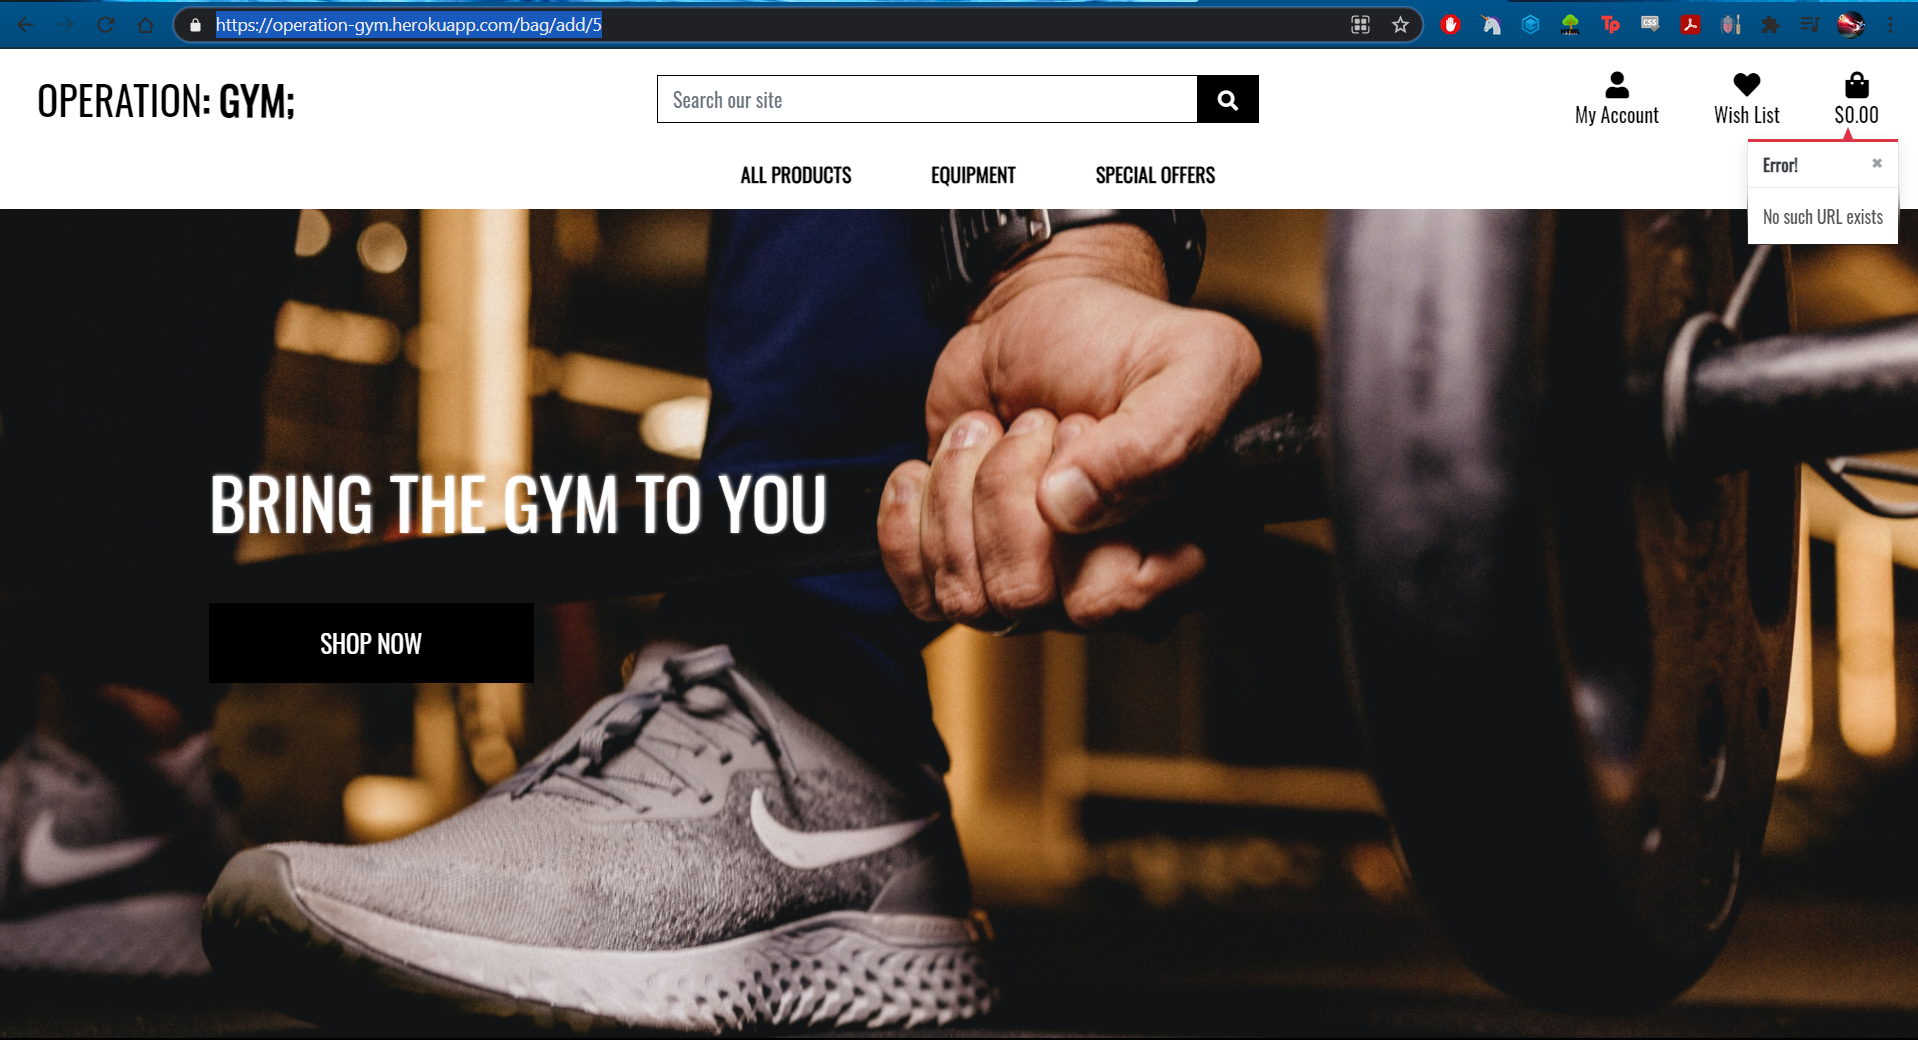 https://operation-gym.herokuapp.com/bag/add/5
OPERATION: GYM;
Search our site
My Account
Wish List
$0.00
ALL PRODUCTS
EQUIPMENT
SPECIAL OFFERS
Error! ×
No such URL exists
BRING THE GYM TO YOU
SHOP NOW